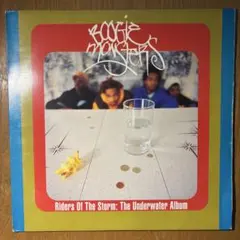 BOOGIE
MONSTERS
Riders Of The Storm: The Underwater Album